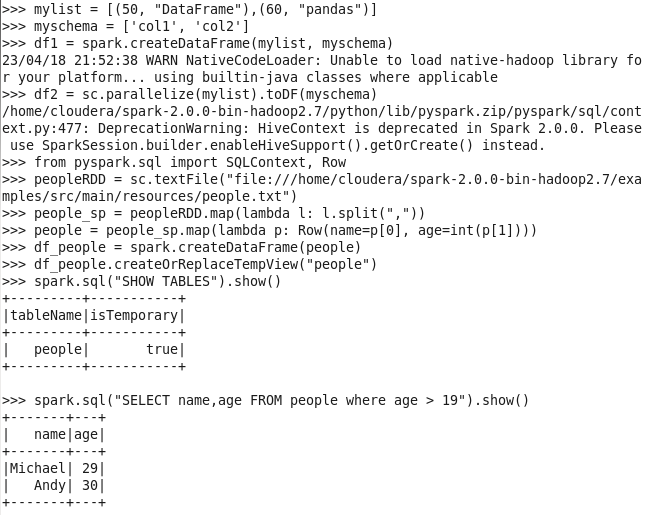 >>> mylist = [(50, "DataFrame"),(60, "pandas")]
>>> myschema = ['col1', 'col2']
>>> df1 = spark.createDataFrame(mylist, myschema)
23/04/18 21:52:38 WARN NativeCodeLoader: Unable to load native-hadoop library fo
r your platform... using builtin-java classes where applicable
>>> df2 = sc.parallelize(mylist).toDF(myschema)
/home/cloudera/spark-2.0.0-bin-hadoop2.7/python/lib/pyspark.zip/pyspark/sql/cont
ext.py:477: DeprecationWarning: HiveContext is deprecated in Spark 2.0.0. Please
 use SparkSession.builder.enableHiveSupport().getOrCreate() instead.
>>> from pyspark.sql import SQLContext, Row
>>> peopleRDD = sc.textFile("file:///home/cloudera/spark-2.0.0-bin-hadoop2.7/exa
mples/src/main/resources/people.txt")
>>> people_sp = peopleRDD.map(lambda l: l.split(","))
>>> people = people_sp.map(lambda p: Row(name=p[0], age=int(p[1])))
>>> df_people = spark.createDataFrame(people)
>>> df_people.createOrReplaceTempView("people")
>>> spark.sql("SHOW TABLES").show()
+---------+-----------+
|tableName|isTemporary|
+---------+-----------+
|   people|       true|
+---------+-----------+

>>> spark.sql("SELECT name,age FROM people where age > 19").show()
+-------+---+
|   name|age|
+-------+---+
|Michael| 29|
|   Andy| 30|
+-------+---+